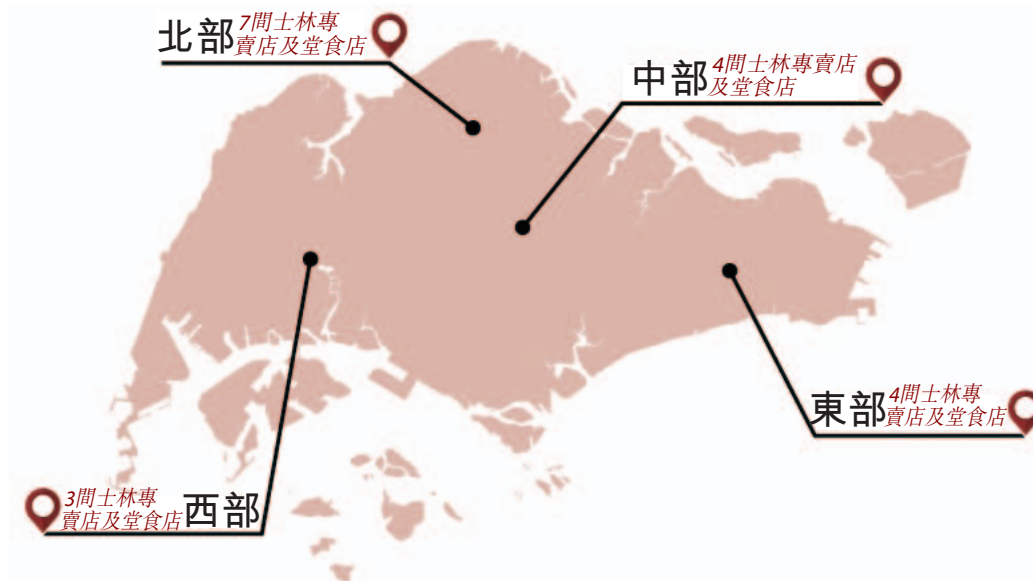 北部 7間士林專
賣店及堂食店
中部 4間士林專賣店
及堂食店
東部 4間士林專
賣店及堂食店
3間士林專
賣店及堂食店 西部